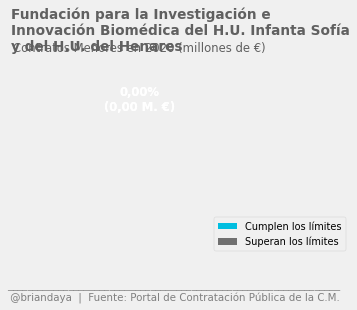 Fundación para la Investigación e
Innovación Biomédica del H.U. Infanta Sofía
y del H.U. del Henares
Contratos Menores en 2020 (millones de €)
0,00%
(0,00 M. €)
Cumplen los límites
Superan los límites
@briandaya | Fuente: Portal de Contratación Pública de la C.M.